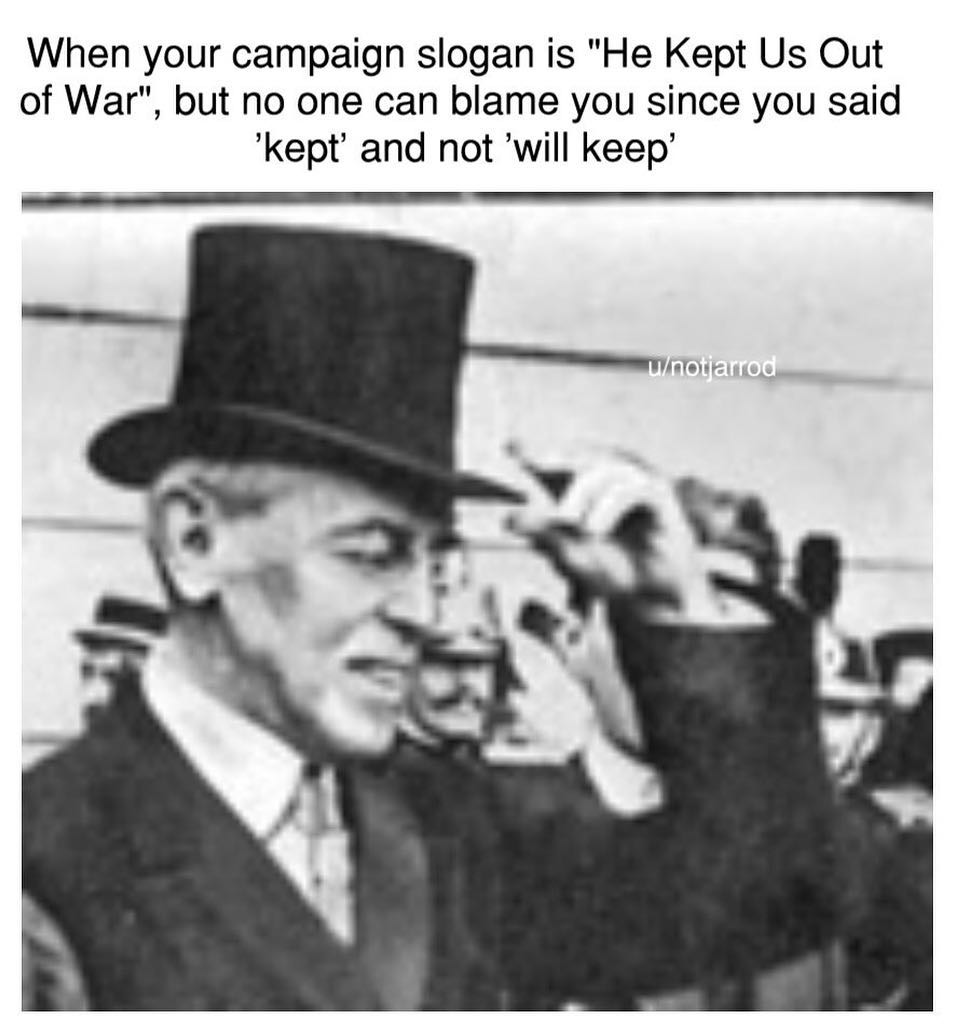 When your campaign slogan is "He Kept Us Out
of War", but no one can blame you since you said
’kept’ and not ’will keep’
u/notjarrod